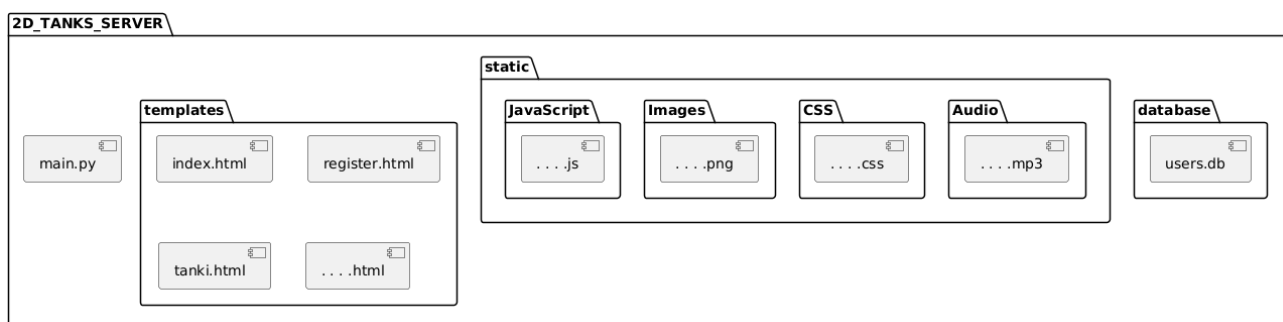 2D_TANKS_SERVER
static
templates
JavaScript
Images
CSS
Audio
database
main.py
index.html
register.html
. . . .js
. . . .png
. . . .css
. . . .mp3
users.db
tanki.html
. . . .html